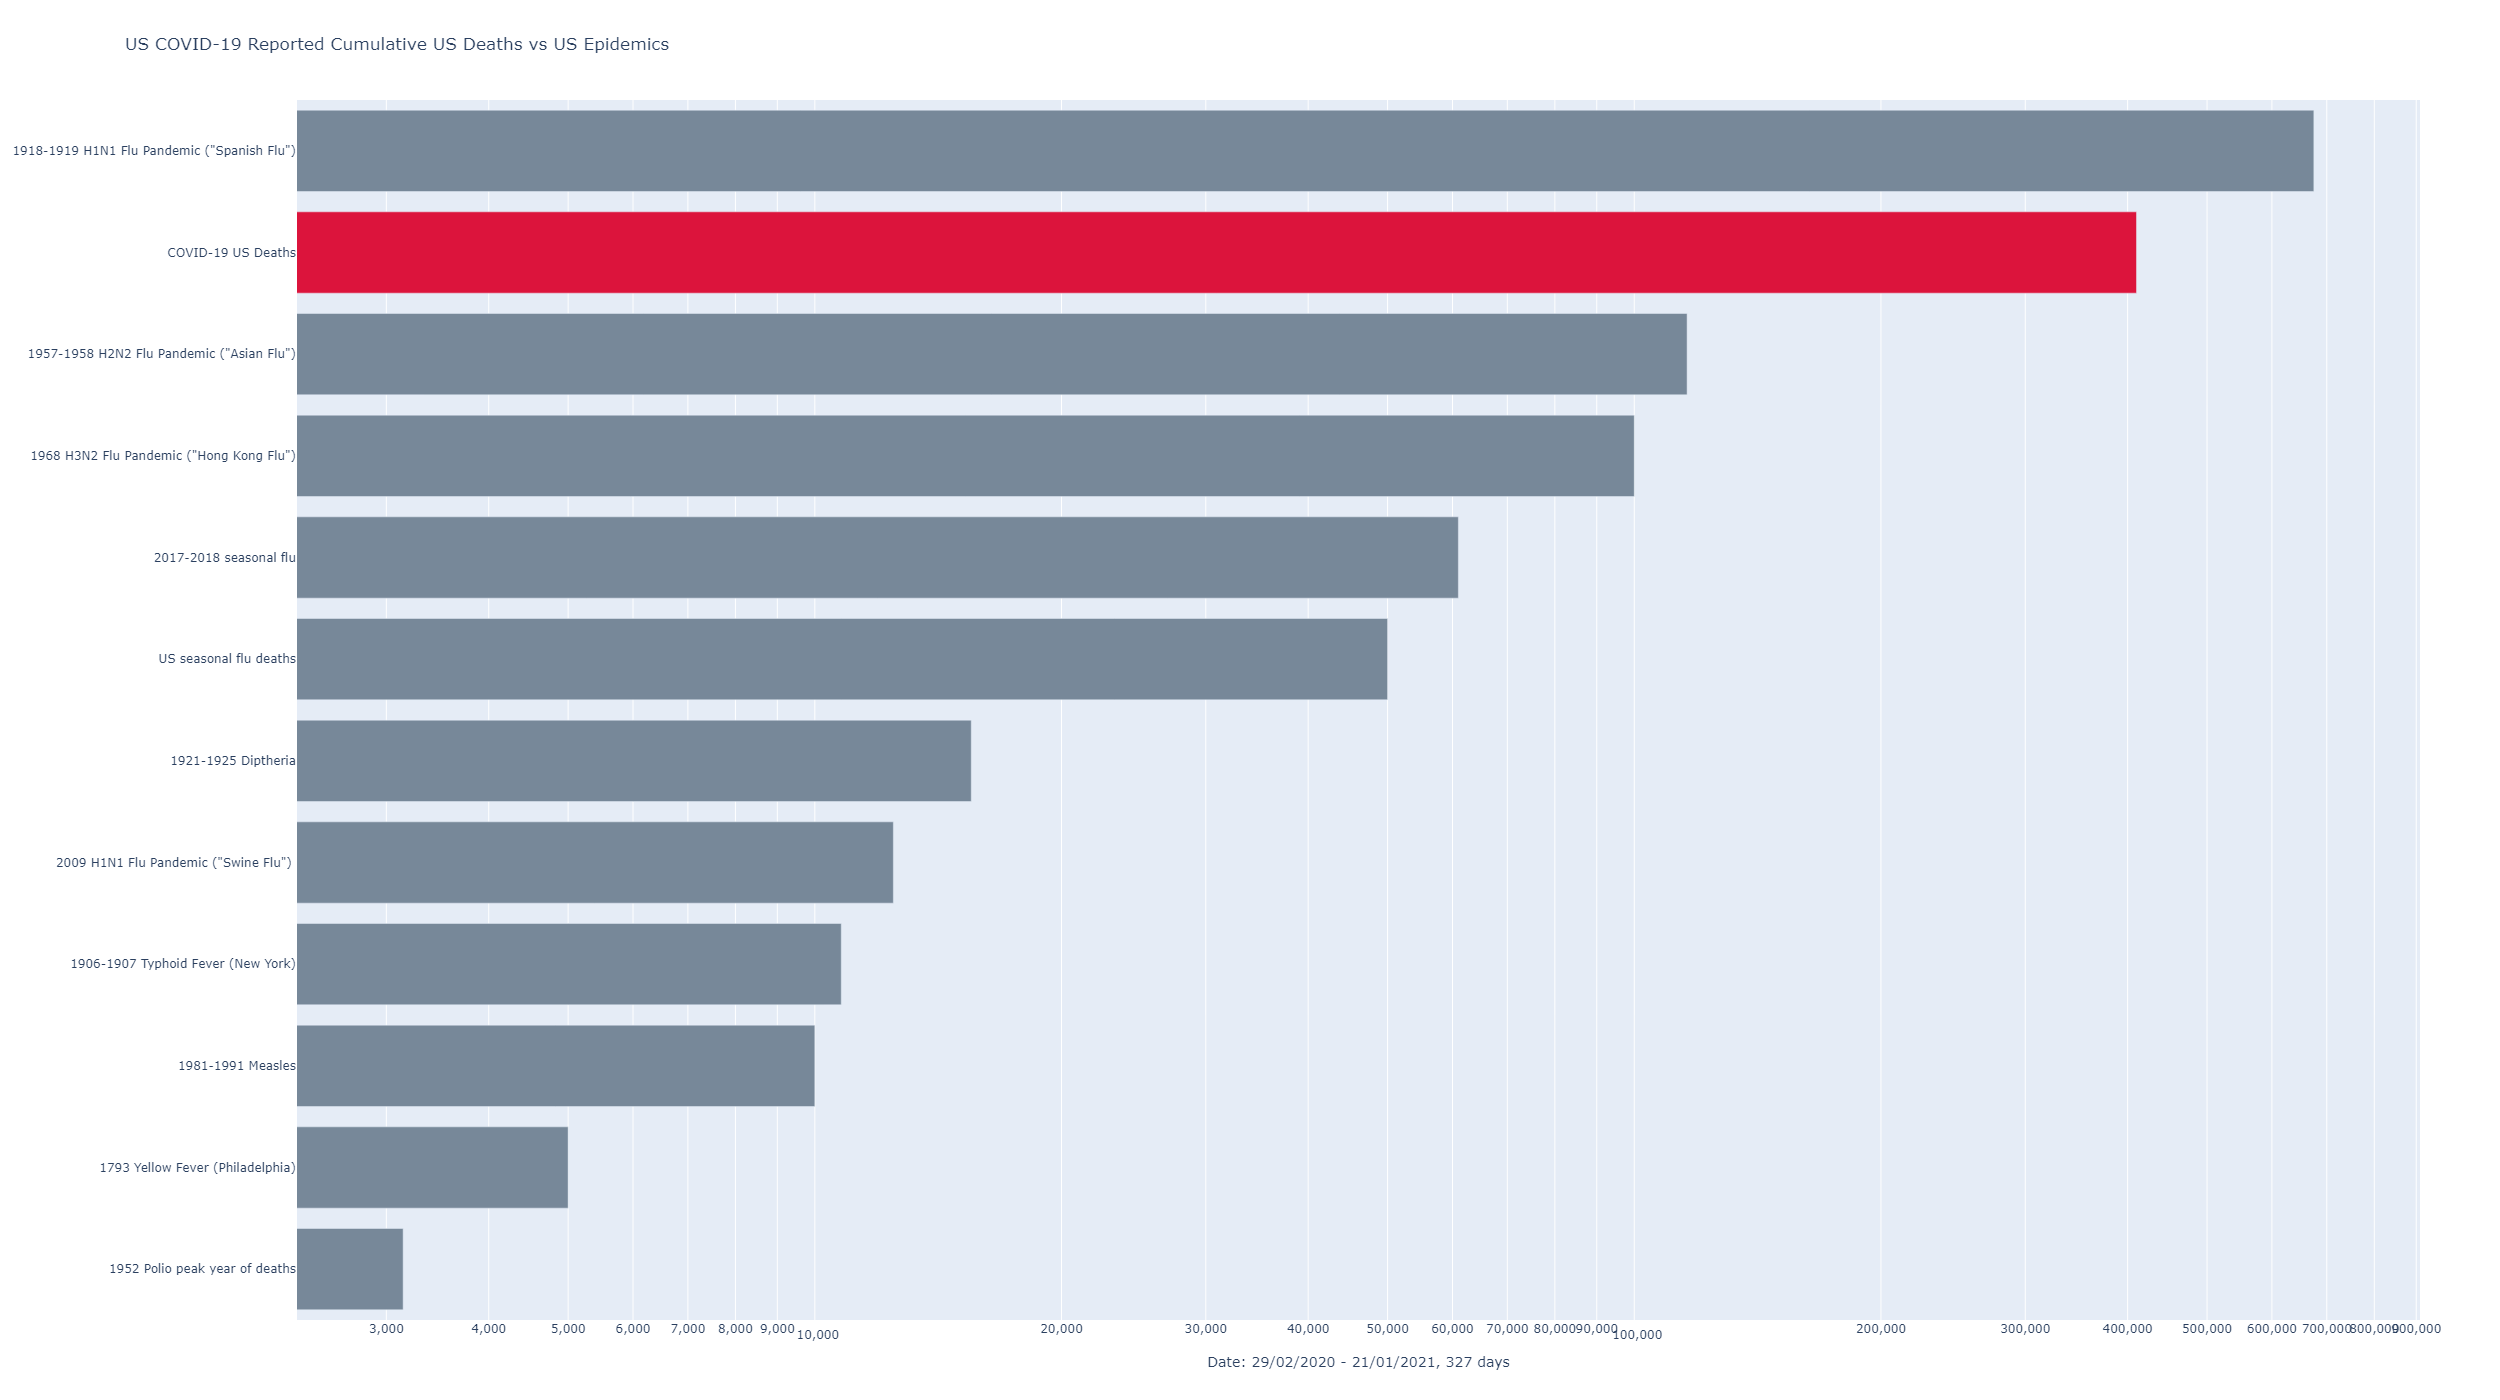 US COVID-19 Reported Cumulative US Deaths vs US Epidemics
1918-1919 H1N1 Flu Pandemic ("Spanish Flu")
COVID-19 US Deaths
1957-1958 H2N2 Flu Pandemic ("Asian Flu")
1968 H3N2 Flu Pandemic ("Hong Kong Flu")
2017-2018 seasonal flu
US seasonal flu deaths
1921-1925 Diptheria
2009 H1N1 Flu Pandemic ("Swine Flu")
1906-1907 Typhoid Fever (New York)
1981-1991 Measles
1793 Yellow Fever (Philadelphia)
1952 Polio peak year of deaths
3,000 4,000 5,000 6,000 7,000 8,000 9,000 10,000 20,000 30,000 40,000 50,000 60,000 70,000 80,000 90,000 100,000 200,000 300,000 400,000 500,000 600,000 700,000 800,000 900,000
Date: 29/02/2020 - 21/01/2021, 327 days